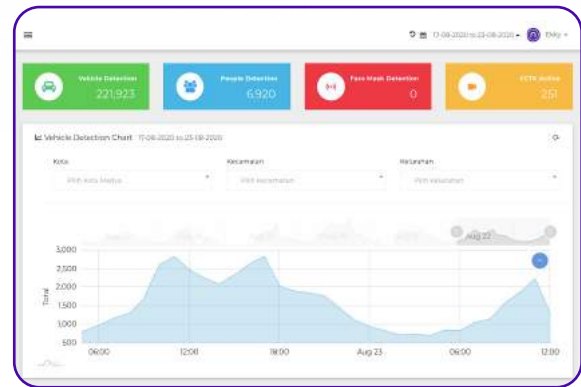 17-08-2020 to 23-08-2020
Vehicle Detection
221,923
People Detection
6,920
Face Mask Detection
0
CCTV Active
251
Vehicle Detection Chart 17-08-2020 to 23-08-2020
Kota
Kecamatan
Kelurahan
Pilih Kota Madya
Pilih Kecamatan
Pilih Kelurahan
Aug 22
3,000
2,500
2,000
1,500
1,000
500
Total
06:00
12:00
18:00
Aug 23
06:00
12:00